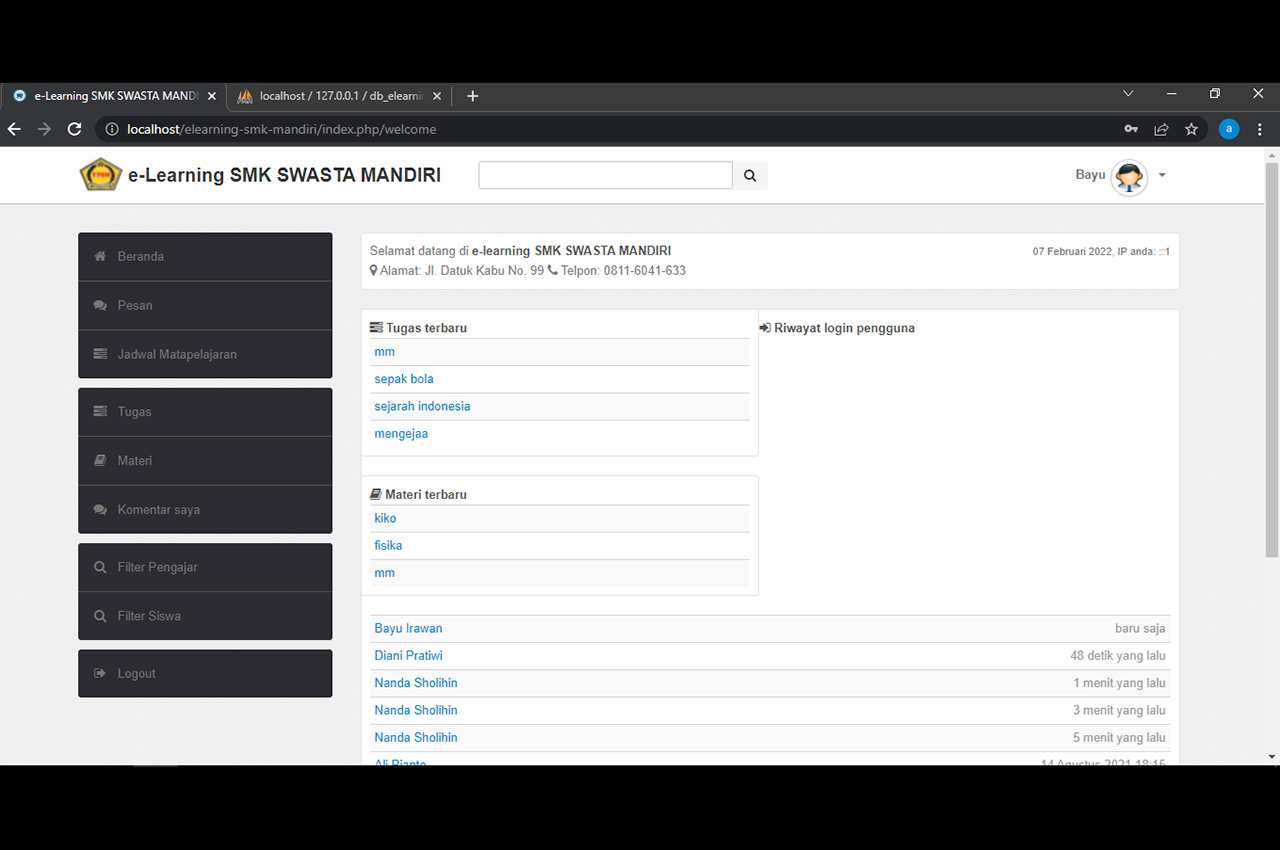 e-Learning SMK SWASTA MAND
localhost / 127.0.0.1 / db_elearni
localhost/elearning-smk-mandiri/index.php/welcome
a
e-Learning SMK SWASTA MANDIRI
Bayu
Beranda
Pesan
Jadwal Matapelajaran
Tugas
Materi
Komentar saya
Filter Pengajar
Filter Siswa
Logout
Selamat datang di e-learning SMK SWASTA MANDIRI
07 Februari 2022, IP anda: ::1
Alamat: Jl. Datuk Kabu No. 99 Telpon: 0811-6041-633
Tugas terbaru
mm
sepak bola
sejarah indonesia
mengejaa
Riwayat login pengguna
Materi terbaru
kiko
fisika
mm
Bayu Irawan baru saja
Diani Pratiwi 48 detik yang lalu
Nanda Sholihin 1 menit yang lalu
Nanda Sholihin 3 menit yang lalu
Nanda Sholihin 5 menit yang lalu
Ali Pianto 14 Agustus 2021 18:16